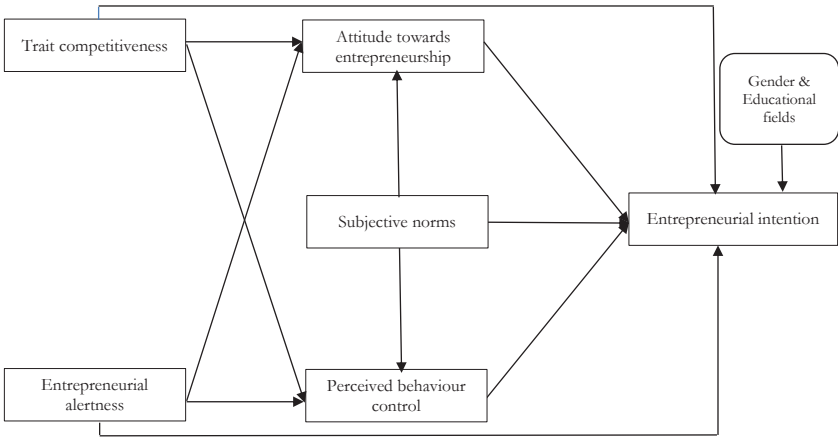 Trait competitiveness
Attitude towards
entrepreneurship
Gender &
Educational
fields
Subjective norms
Entrepreneurial intention
Entrepreneurial
alertness
Perceived behaviour
control